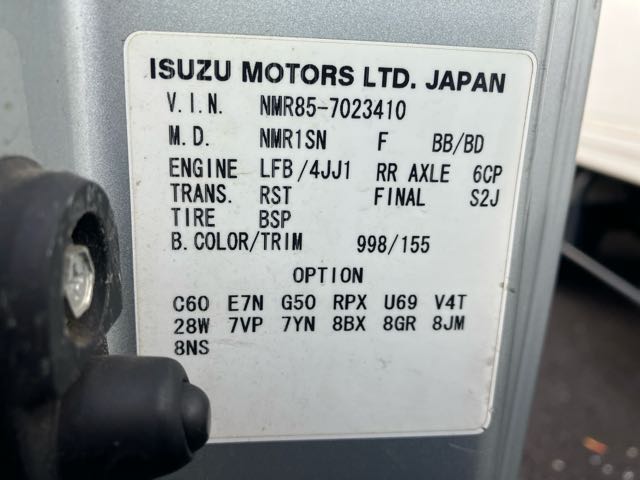 ISUZU MOTORS LTD. JAPAN
V.I.N. NMR85-7023410
M.D. NMR1SN F BB/BD
ENGINE LFB/4JJ1 RR AXLE 6CP
TRANS. RST FINAL S2J
TIRE BSP
B.COLOR/TRIM 998/155
OPTION
C60 E7N G50 RPX U69 V4T
28W 7VP 7YN 8BX 8GR 8JM
8NS